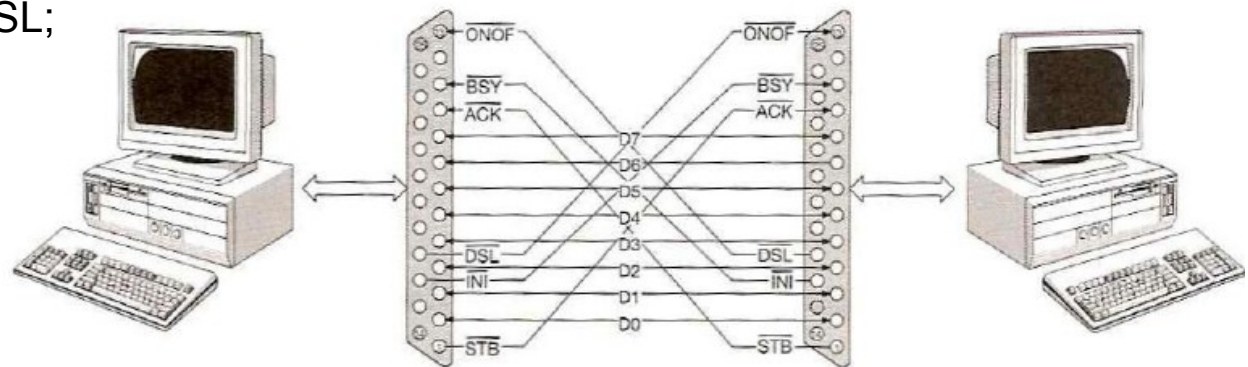 SL;
ONOF ONOF
BSY BSY
ACK ACK
D7
D6
D5
D4
D3
DSL DSL
D2
INI INI
D1
D0
STB STB